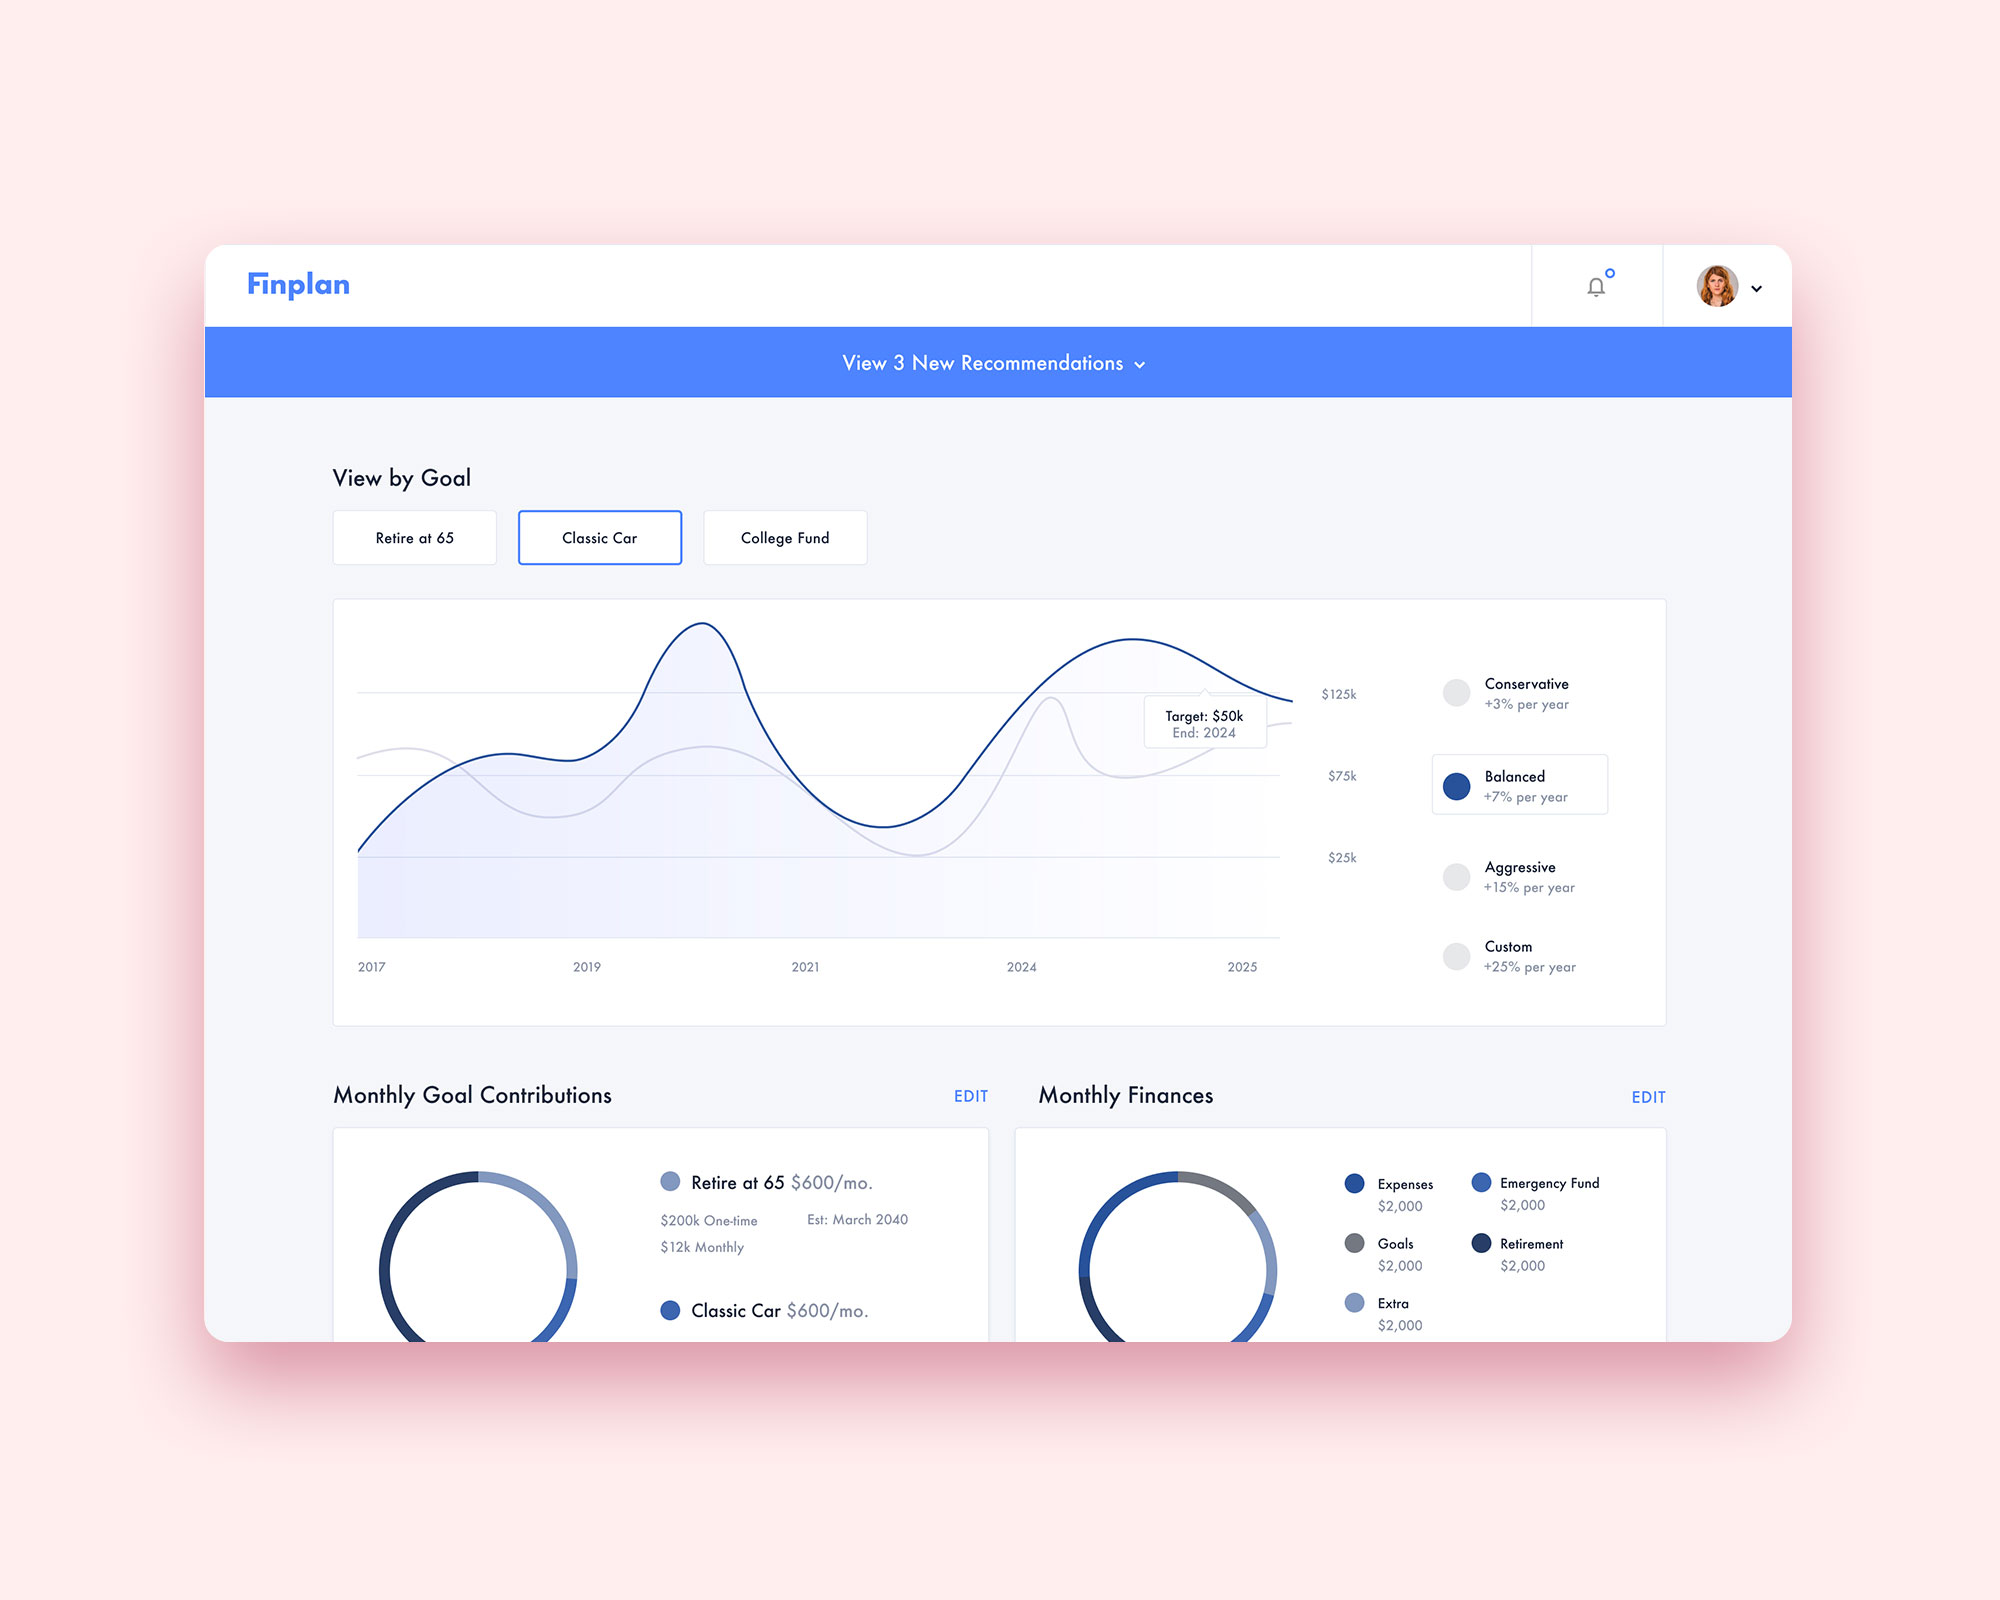 Finplan
View 3 New Recommendations
View by Goal
Retire at 65
Classic Car
College Fund
$125k
$75k
$25k
Target: $50k
End: 2024
2017 2019 2021 2024 2025
Conservative
+3% per year
Balanced
+7% per year
Aggressive
+15% per year
Custom
+25% per year
Monthly Goal Contributions
EDIT
Retire at 65 $600/mo.
$200k One-time
Est: March 2040
$12k Monthly
Classic Car $600/mo.
Monthly Finances
EDIT
Expenses
$2,000
Emergency Fund
$2,000
Goals
$2,000
Retirement
$2,000
Extra
$2,000